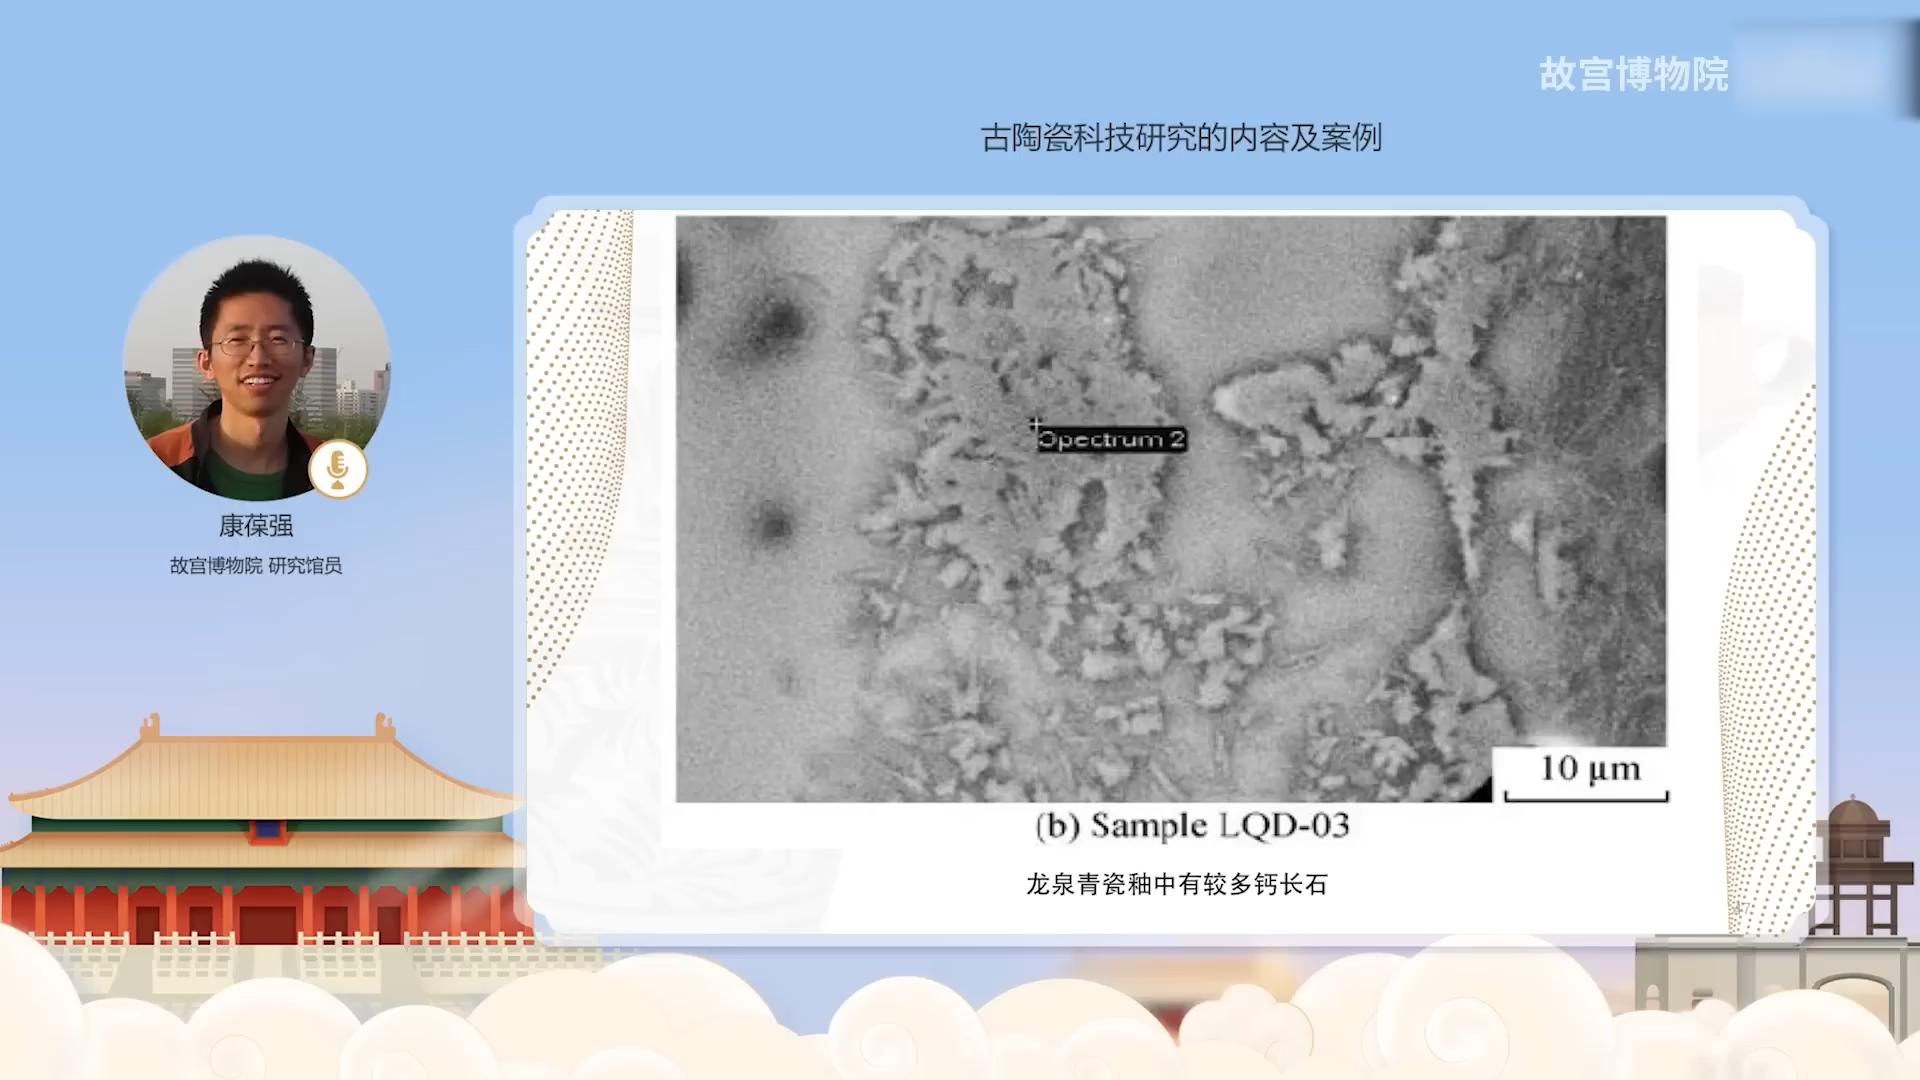 故宫博物院
古陶瓷科技研究的内容及案例
康葆强
故宫博物院 研究馆员
Spectrum 2
10 μm
(b) Sample LQD-03
龙泉青瓷釉中有较多钙长石